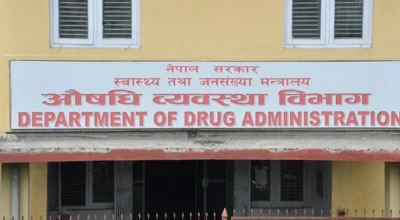 नेपाल सरकार
स्वास्थ्य तथा जनसंख्या मन्त्रालय
औषधि व्यवस्था विभाग
DEPARTMENT OF DRUG ADMINISTRATION